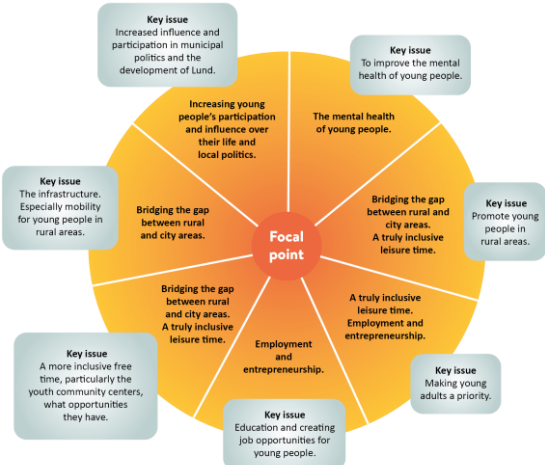 Key issue
Increased influence and
participation in municipal
politics and the
development of Lund.
Key issue
To improve the mental
health of young people.
Increasing young
people's participation
and influence over
their life and
local politics.
The mental health
of young people.
Key issue
The infrastructure.
Especially mobility
for young people in
rural areas.
Bridging the gap
between rural
and city areas.
Bridging the gap
between rural and
city areas.
A truly inclusive
leisure time.
Key issue
Promote young
people in
rural areas.
Focal
point
Bridging the gap
between rural
and city areas.
A truly inclusive
leisure time.
A truly inclusive
leisure time.
Employment and
entrepreneurship.
Employment
and
entrepreneurship.
Key issue
A more inclusive free
time, particularly the
youth community centers,
what opportunities
they have.
Key issue
Making young
adults a priority.
Key issue
Education and creating
job opportunities for
young people.